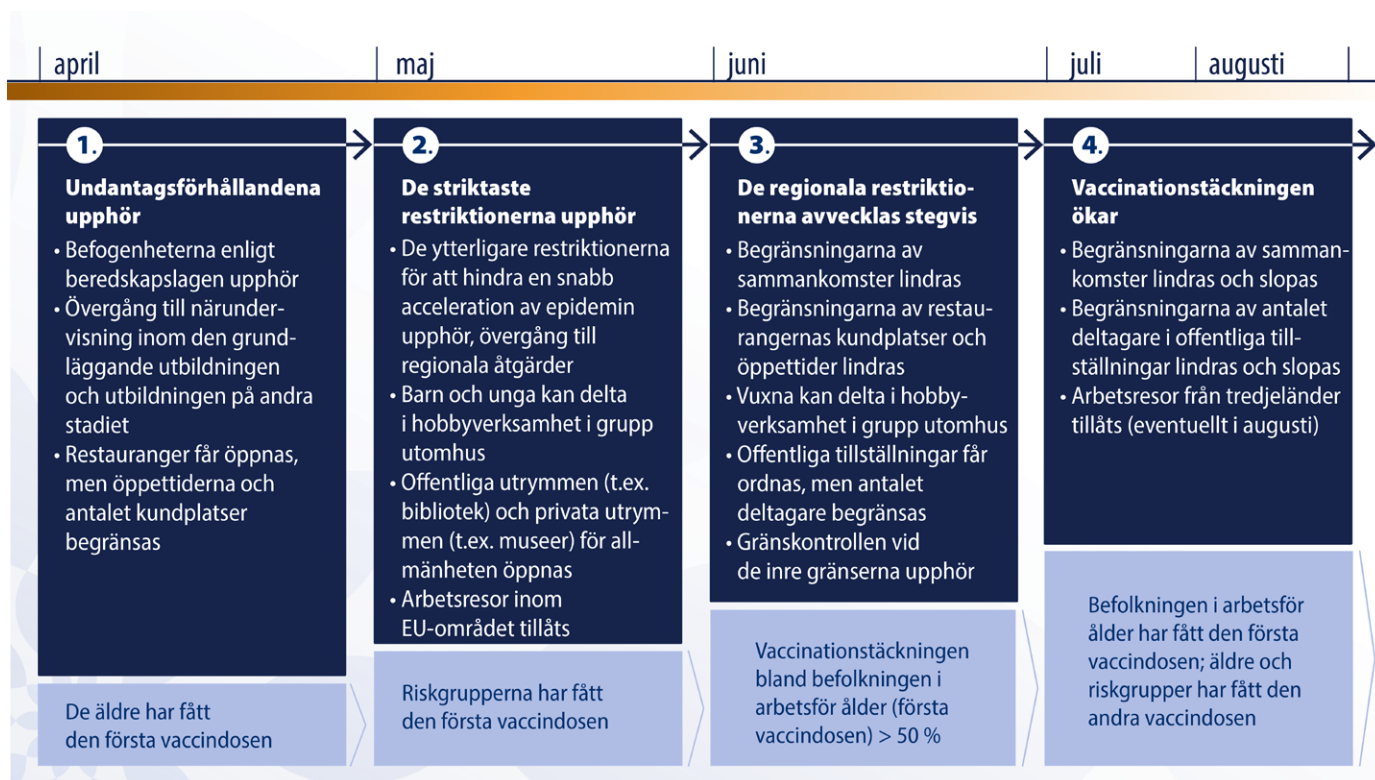 april
maj
juni
juli
augusti
1.
Undantagsförhållandena
upphör
• Befogenheterna enligt
beredskapslagen upphör
• Övergång till närunder-
visning inom den grund-
läggande utbildningen
och utbildningen på andra
stadiet
• Restauranger får öppnas,
men öppettiderna och
antalet kundplatser
begränsas
De äldre har fått
den första vaccindosen
2.
De striktaste
restriktionerna upphör
• De ytterligare restriktionerna
för att hindra en snabb
acceleration av epidemin
upphör, övergång till
regionala åtgärder
• Barn och unga kan delta
i hobbyverksamhet i grupp
utomhus
• Offentliga utrymmen (t.ex.
bibliotek) och privata utrym-
men (t.ex. museer) för all-
mänheten öppnas
• Arbetsresor inom
EU-området tillåts
Riskgrupperna har fått
den första vaccindosen
3.
De regionala restriktio-
nerna avvecklas stegvis
• Begränsningarna av
sammankomster lindras
• Begränsningarna av restau-
rangernas kundplatser och
öppettider lindras
• Vuxna kan delta i hobby-
verksamhet i grupp utomhus
• Offentliga tillställningar får
ordnas, men antalet
deltagare begränsas
• Gränskontrollen vid
de inre gränserna upphör
Vaccinationstäckningen
bland befolkningen i
arbetsför ålder (första
vaccindosen) > 50 %
4.
Vaccinationstäckningen
ökar
• Begränsningarna av samman-
komster lindras och slopas
• Begränsningarna av antalet
deltagare i offentliga till-
ställningar lindras och slopas
• Arbetsresor från tredjeländer
tillåts (eventuellt i augusti)
Befolkningen i arbetsför
ålder har fått den första
vaccindosen; äldre och
riskgrupper har fått den
andra vaccindosen